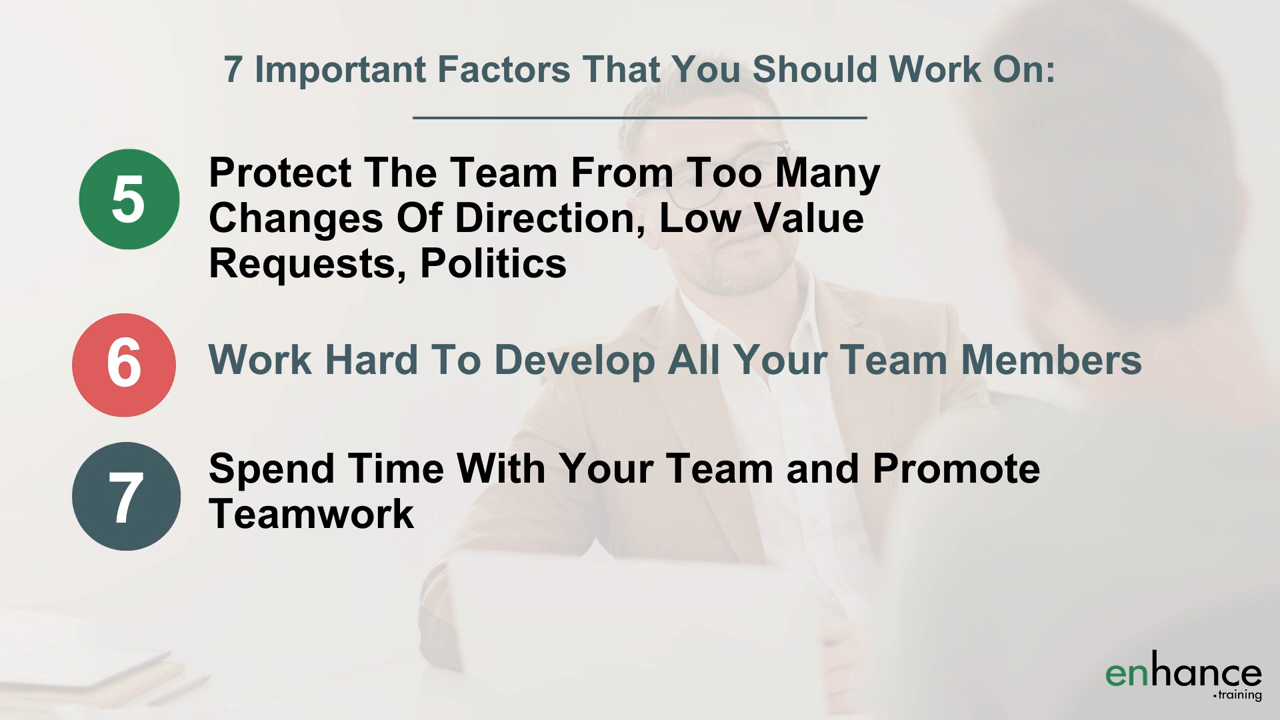 7 Important Factors That You Should Work On:
5
Protect The Team From Too Many
Changes Of Direction, Low Value
Requests, Politics
6
Work Hard To Develop All Your Team Members
7
Spend Time With Your Team and Promote
Teamwork
enhance
.training